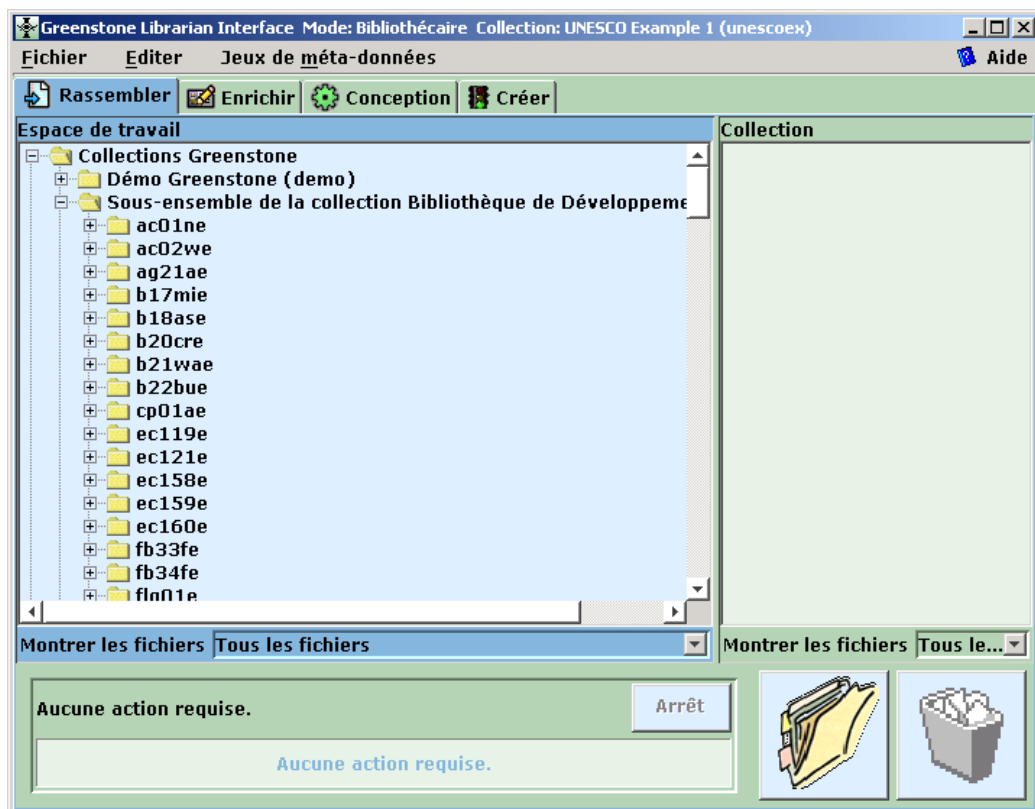 Greenstone Librarian Interface Mode: Bibliothécaire Collection: UNESCO Example 1 (unescoex)
Fichier Editer Jeux de méta-données Aide
Rassembler Enrichir Conception Créer
Espace de travail
Collections Greenstone
Démo Greenstone (demo)
Sous-ensemble de la collection Bibliothèque de Développeme
ac01ne
ac02we
ag21ae
b17mie
b18ase
b20cre
b21wae
b22bue
cp01ae
ec119e
ec121e
ec158e
ec159e
ec160e
fb33fe
fb34fe
flg01e
Montrer les fichiers Tous les fichiers
Collection
Montrer les fichiers Tous le...
Aucune action requise.
Arrêt
Aucune action requise.